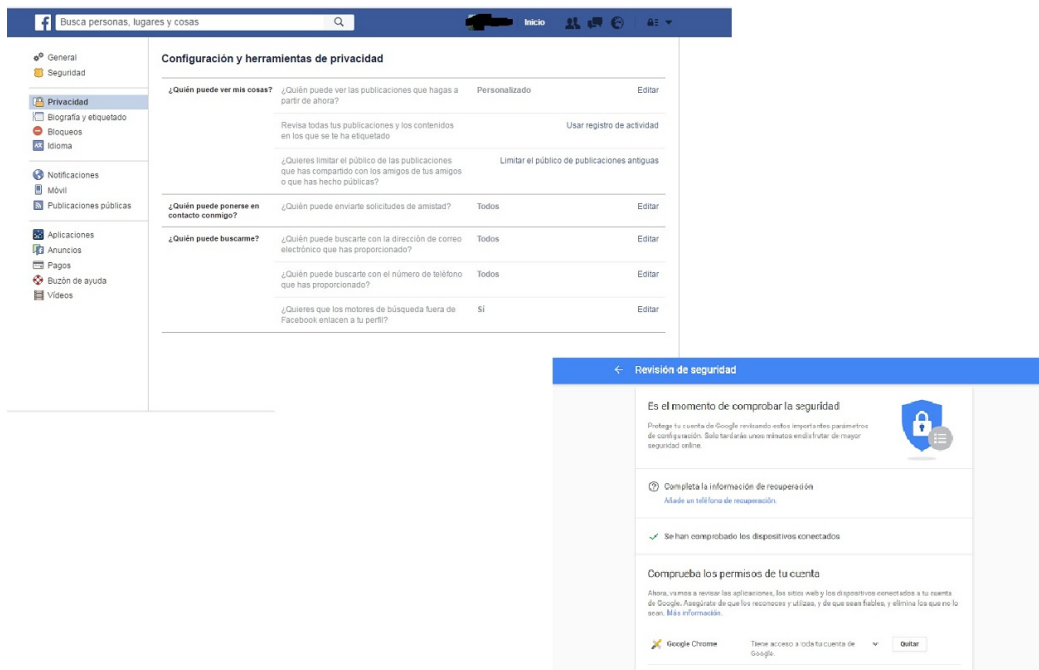 Busca personas, lugares y cosas
Inicio
General
Seguridad
Privacidad
Biografía y etiquetado
Bloqueos
Idioma
Notificaciones
Móvil
Publicaciones públicas
Aplicaciones
Anuncios
Pagos
Buzón de ayuda
Vídeos
Configuración y herramientas de privacidad
¿Quién puede ver mis cosas?
¿Quién puede ver las publicaciones que hagas a
partir de ahora?
Personalizado
Editar
Revisa todas tus publicaciones y los contenidos
en los que se te ha etiquetado
Usar registro de actividad
¿Quieres limitar el público de las publicaciones
que has compartido con los amigos de tus amigos
o que has hecho públicas?
Limitar el público de publicaciones antiguas
¿Quién puede ponerse en
contacto conmigo?
¿Quién puede enviarte solicitudes de amistad?
Todos
Editar
¿Quién puede buscarme?
¿Quién puede buscarte con la dirección de correo
electrónico que has proporcionado?
Todos
Editar
¿Quién puede buscarte con el número de teléfono
que has proporcionado?
Todos
Editar
¿Quieres que los motores de búsqueda fuera de
Facebook enlacen a tu perfil?
Sí
Editar
Revisión de seguridad
Es el momento de comprobar la seguridad
Protege tu cuenta de Google revisando estos importantes parámetros
de configuración. Solo tardarás unos minutos en disfrutar de mayor
seguridad online.
Completa la información de recuperación
Añade un teléfono de recuperación.
Se han comprobado los dispositivos conectados
Comprueba los permisos de tu cuenta
Ahora, vamos a revisar las aplicaciones, los sitios web y los dispositivos conectados a tu cuenta
de Google. Asegúrate de que los reconoces y utilizas, y de que sean fiables, y elimina los que no lo
sean. Más información.
Google Chrome
Tiene acceso a toda tu cuenta de
Google.
Quitar